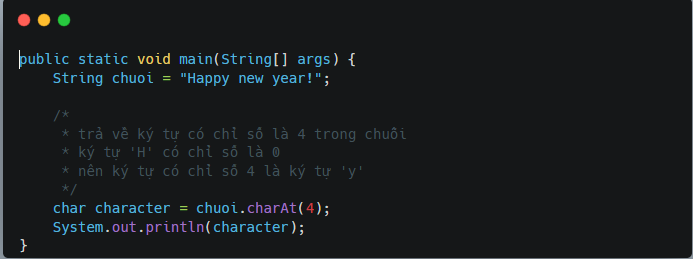 public static void main(String[] args) {
    String chuoi = "Happy new year!";
    /*
     * trả về ký tự có chỉ số là 4 trong chuỗi
     * ký tự 'H' có chỉ số là 0
     * nên ký tự có chỉ số 4 là ký tự 'y'
     */
    char character = chuoi.charAt(4);
    System.out.println(character);
}